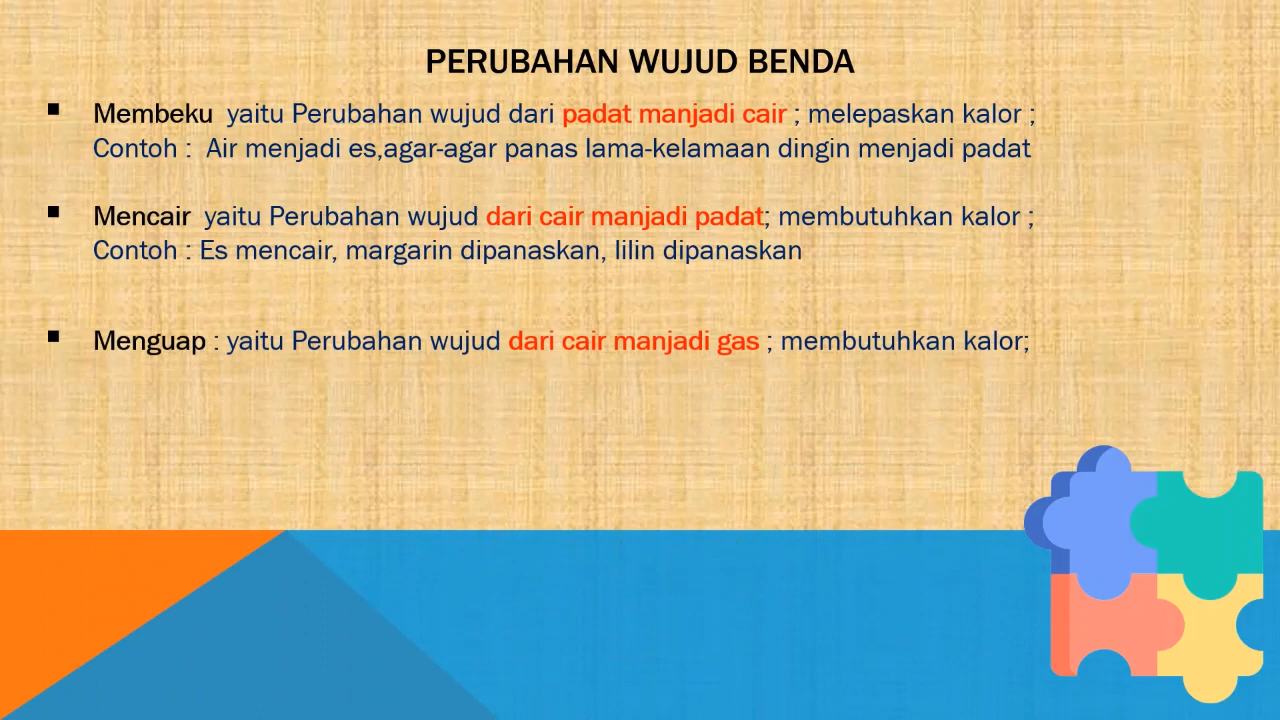 PERUBAHAN WUJUD BENDA
▪ Membeku yaitu Perubahan wujud dari padat manjadi cair ; melepaskan kalor ;
Contoh : Air menjadi es,agar-agar panas lama-kelamaan dingin menjadi padat
▪ Mencair yaitu Perubahan wujud dari cair manjadi padat; membutuhkan kalor ;
Contoh : Es mencair, margarin dipanaskan, lilin dipanaskan
▪ Menguap : yaitu Perubahan wujud dari cair manjadi gas ; membutuhkan kalor;